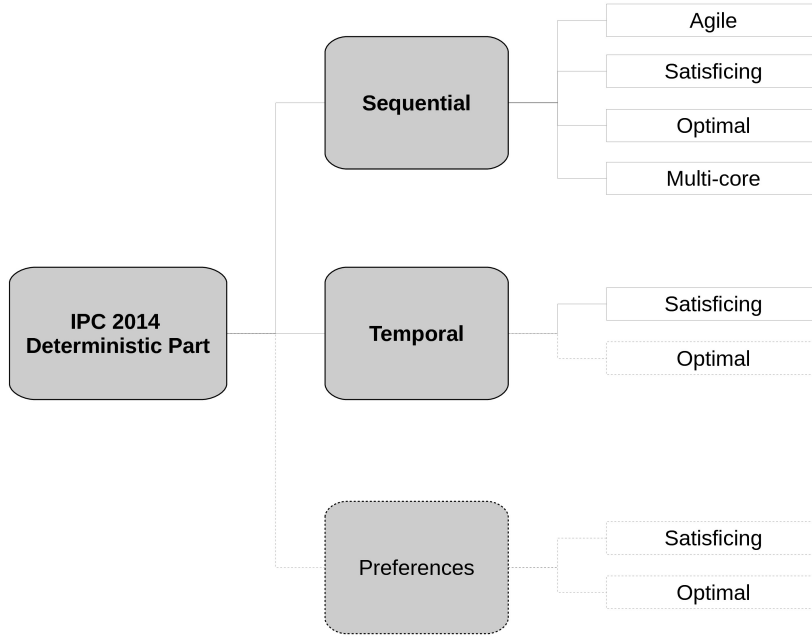 IPC 2014
Deterministic Part
Sequential
Agile
Satisficing
Optimal
Multi-core
Temporal
Satisficing
Optimal
Preferences
Satisficing
Optimal